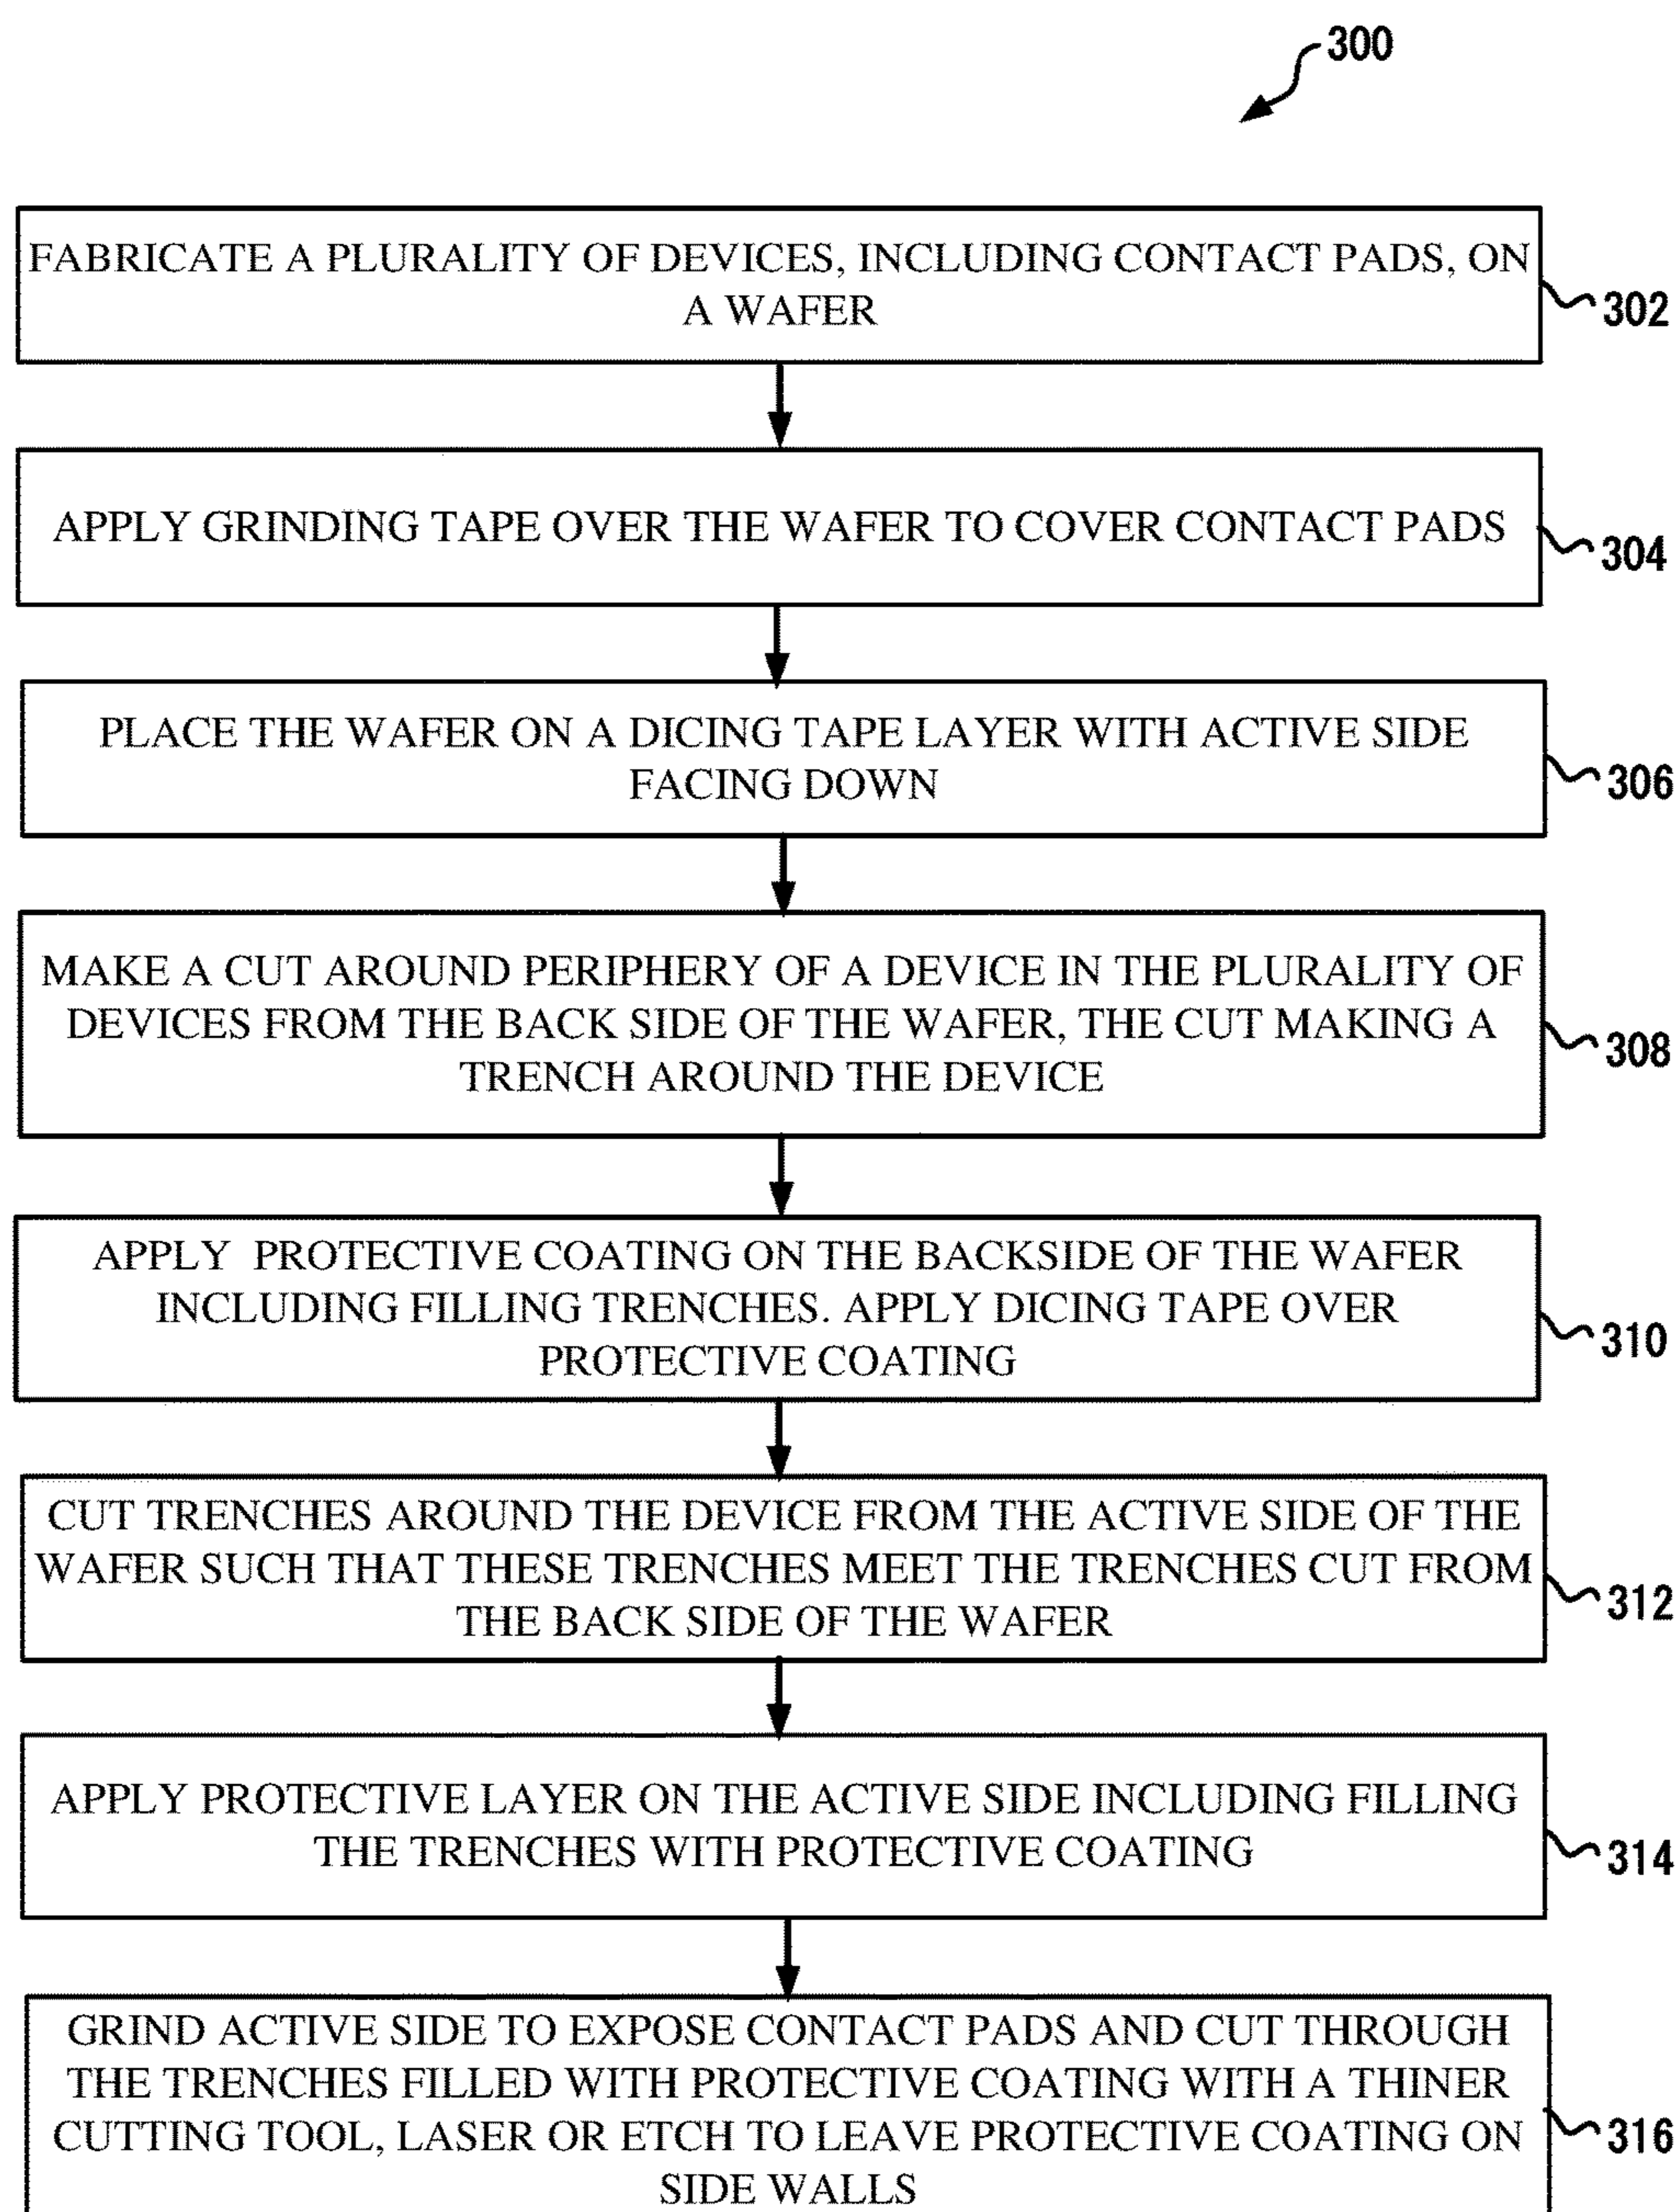 300
FABRICATE A PLURALITY OF DEVICES, INCLUDING CONTACT PADS, ON
A WAFER
302
APPLY GRINDING TAPE OVER THE WAFER TO COVER CONTACT PADS
304
PLACE THE WAFER ON A DICING TAPE LAYER WITH ACTIVE SIDE
FACING DOWN
306
MAKE A CUT AROUND PERIPHERY OF A DEVICE IN THE PLURALITY OF
DEVICES FROM THE BACK SIDE OF THE WAFER, THE CUT MAKING A
TRENCH AROUND THE DEVICE
308
APPLY PROTECTIVE COATING ON THE BACKSIDE OF THE WAFER
INCLUDING FILLING TRENCHES. APPLY DICING TAPE OVER
PROTECTIVE COATING
310
CUT TRENCHES AROUND THE DEVICE FROM THE ACTIVE SIDE OF THE
WAFER SUCH THAT THESE TRENCHES MEET THE TRENCHES CUT FROM
THE BACK SIDE OF THE WAFER
312
APPLY PROTECTIVE LAYER ON THE ACTIVE SIDE INCLUDING FILLING
THE TRENCHES WITH PROTECTIVE COATING
314
GRIND ACTIVE SIDE TO EXPOSE CONTACT PADS AND CUT THROUGH
THE TRENCHES FILLED WITH PROTECTIVE COATING WITH A THINER
CUTTING TOOL, LASER OR ETCH TO LEAVE PROTECTIVE COATING ON
SIDE WALLS
316